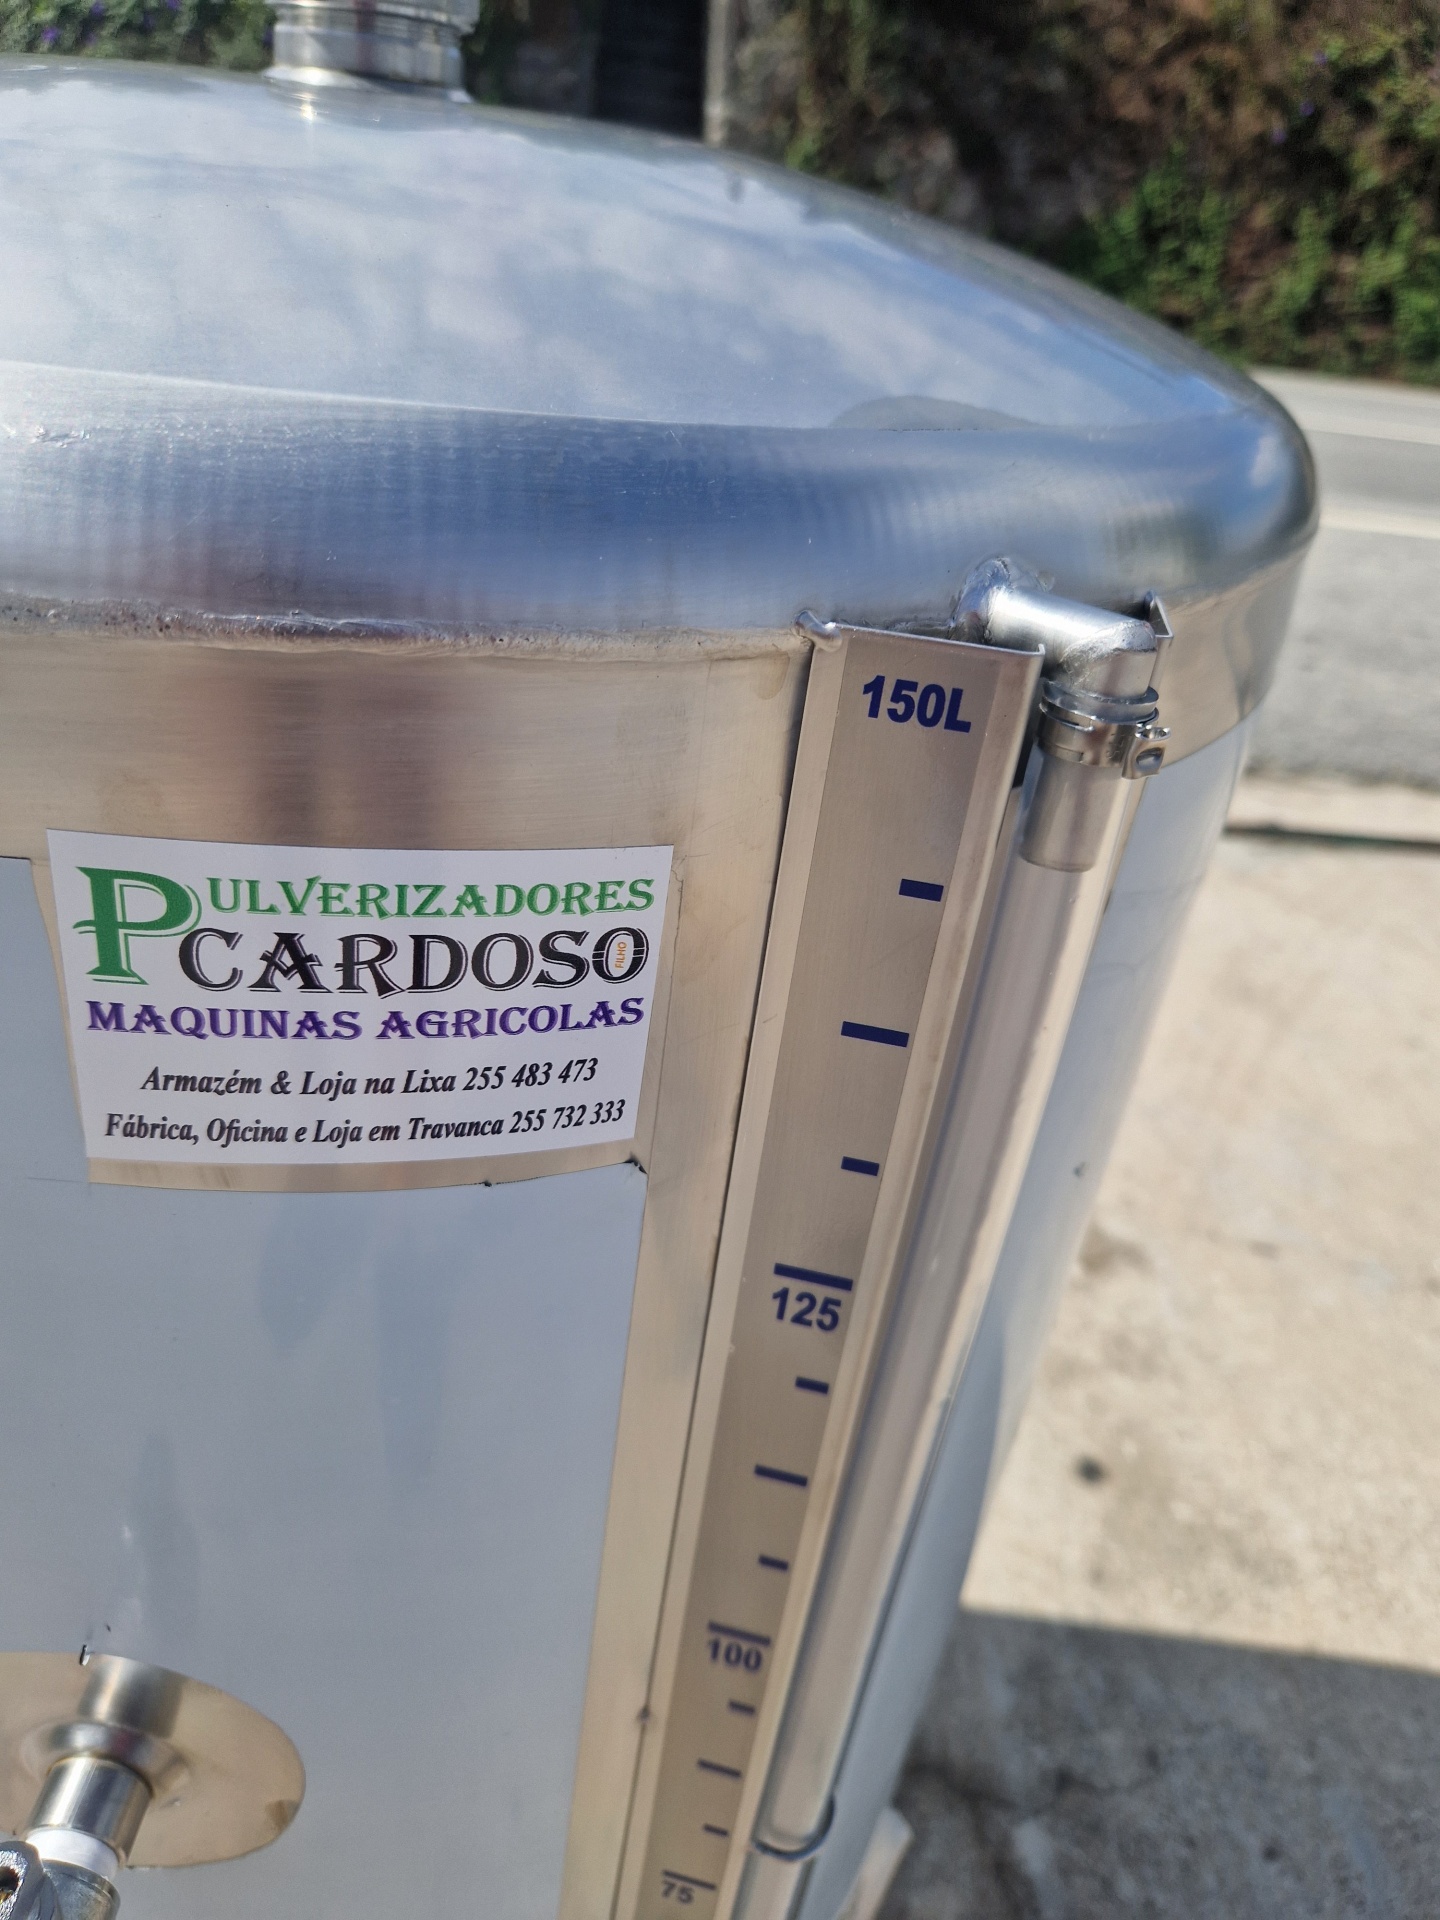 PULVERIZADORES
CARDOSO FILHO
MAQUINAS AGRICOLAS
Armazém & Loja na Lixa 255 483 473
Fábrica, Oficina e Loja em Travanca 255 732 333
150L
125
100
75